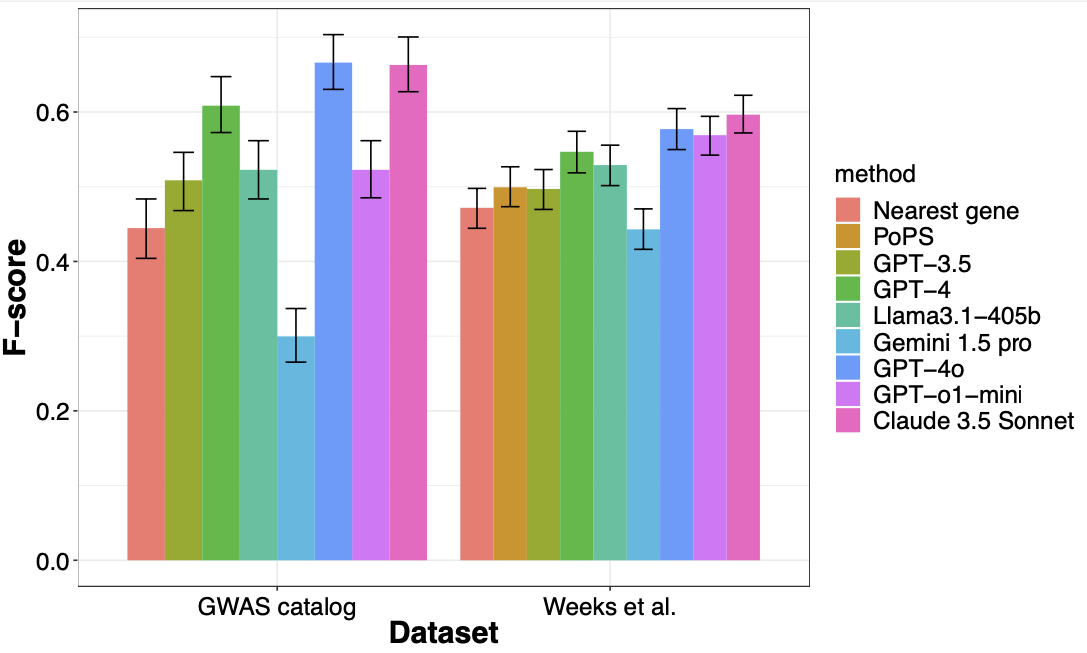 F−score
0.6
0.4
0.2
0.0
GWAS catalog
Weeks et al.
Dataset
method
Nearest gene
PoPS
GPT−3.5
GPT−4
Llama3.1−405b
Gemini 1.5 pro
GPT−4o
GPT−o1−mini
Claude 3.5 Sonnet